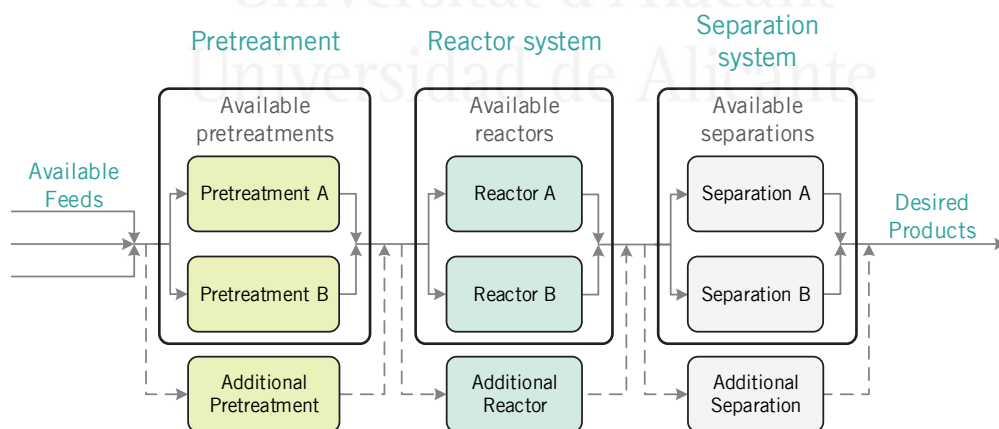 Universitat d'Alacant
Universidad de Alicante
Pretreatment
Reactor system
Separation
system
Available
pretreatments
Available
reactors
Available
separations
Available
Feeds
Pretreatment A
Reactor A
Separation A
Desired
Products
Pretreatment B
Reactor B
Separation B
Additional
Pretreatment
Additional
Reactor
Additional
Separation